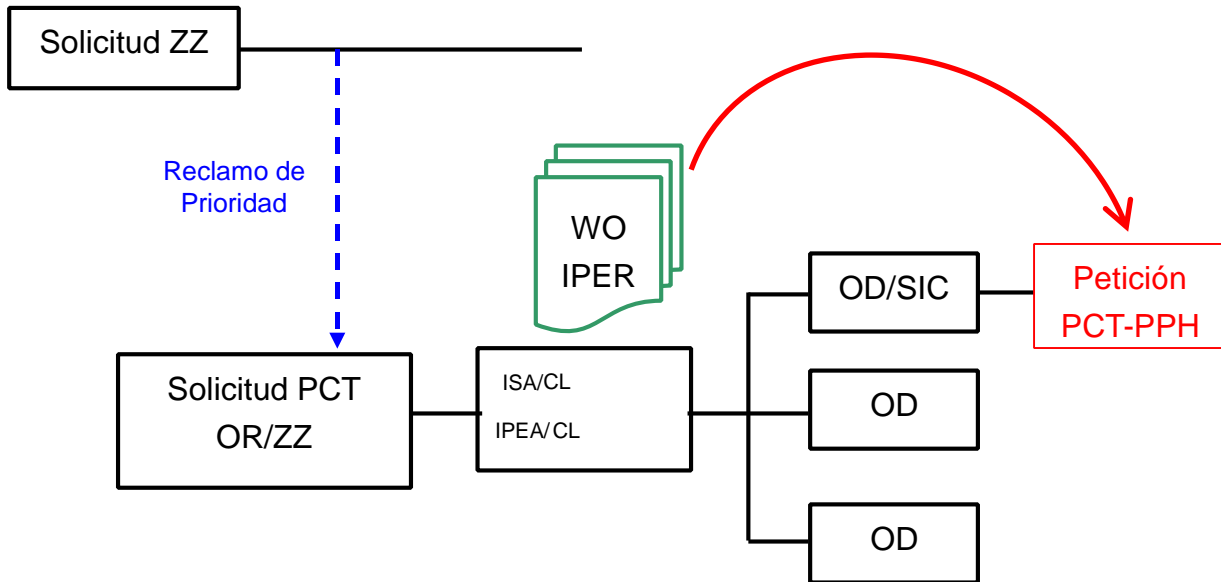 Solicitud ZZ
Reclamo de
Prioridad
WO
IPER
OD/SIC
Petición
PCT-PPH
Solicitud PCT
OR/ZZ
ISA/CL
IPEA/CL
OD
OD